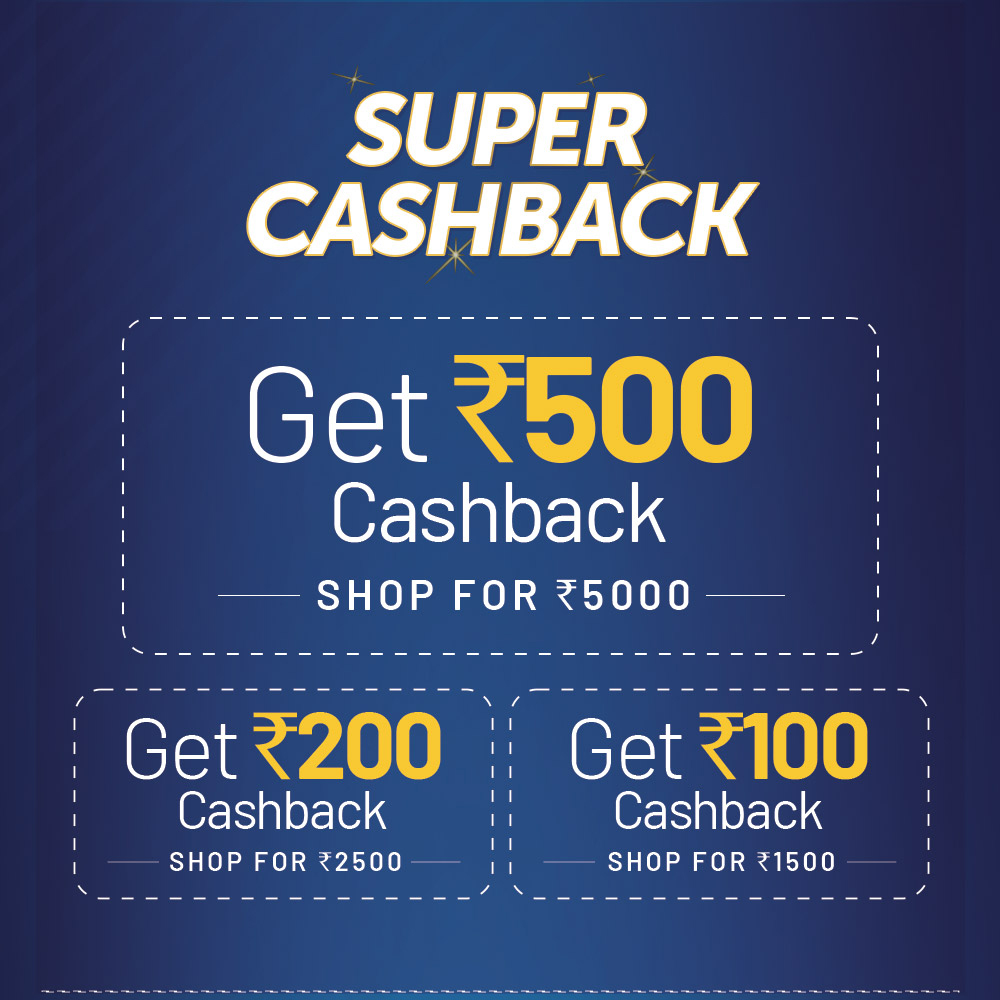 SUPER
CASHBACK
Get ₹500
Cashback
SHOP FOR ₹5000
Get ₹200
Cashback
SHOP FOR ₹2500
Get ₹100
Cashback
SHOP FOR ₹1500